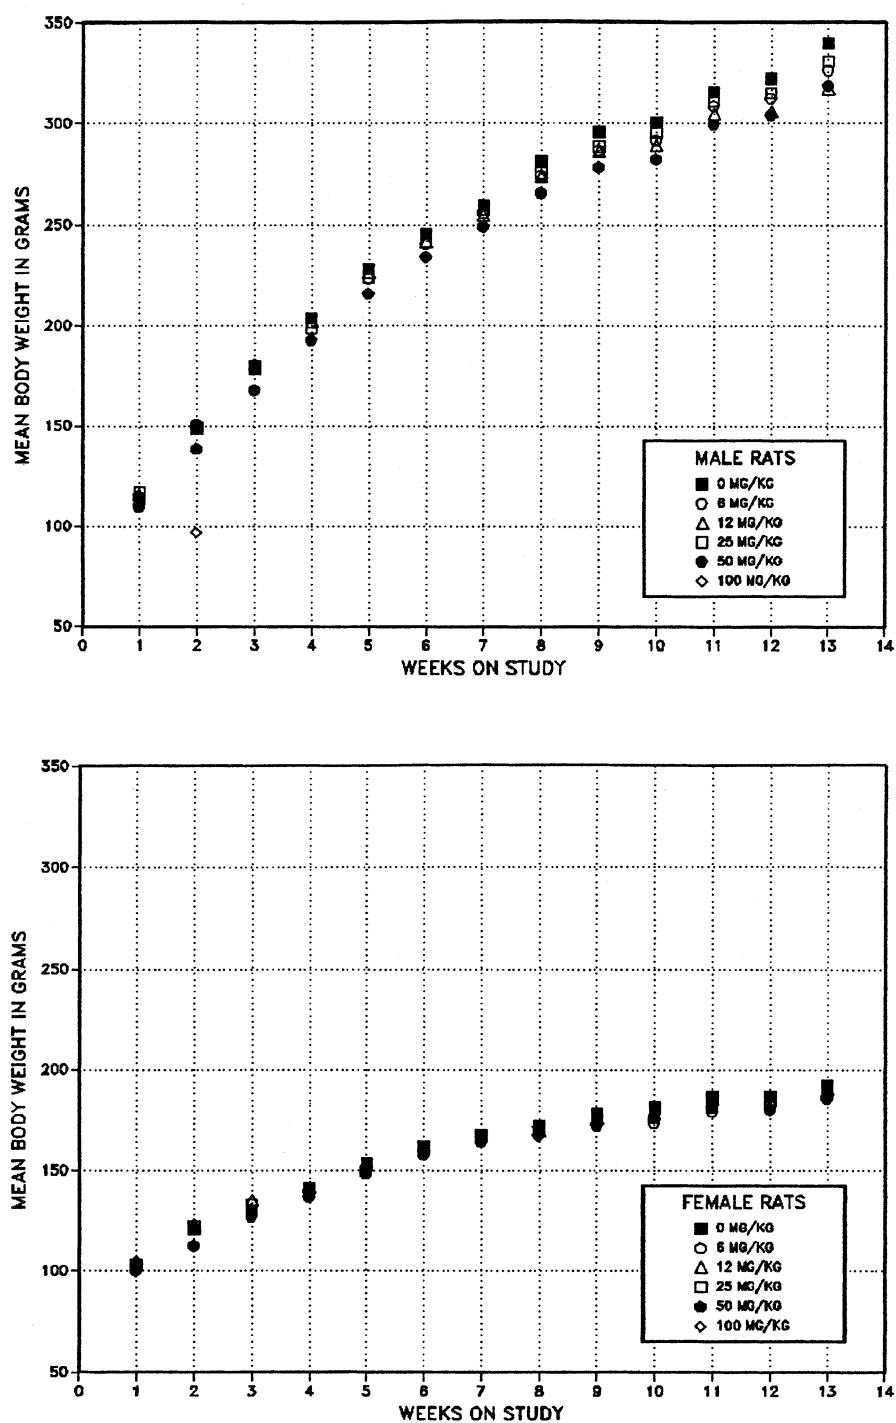 350
300
250
200
150
100
50
MEAN BODY WEIGHT IN GRAMS
MALE RATS
0 MG/KG
6 MG/KG
12 MG/KG
25 MG/KG
50 MG/KG
100 MG/KG
0 1 2 3 4 5 6 7 8 9 10 11 12 13 14
WEEKS ON STUDY
350
300
250
200
150
100
50
MEAN BODY WEIGHT IN GRAMS
FEMALE RATS
0 MG/KG
6 MG/KG
12 MG/KG
25 MG/KG
50 MG/KG
100 MG/KG
0 1 2 3 4 5 6 7 8 9 10 11 12 13 14
WEEKS ON STUDY